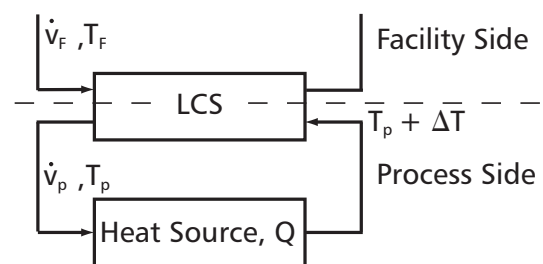 v̇F ,TF
Facility Side
LCS
Tp + ΔT
v̇p ,Tp
Process Side
Heat Source, Q